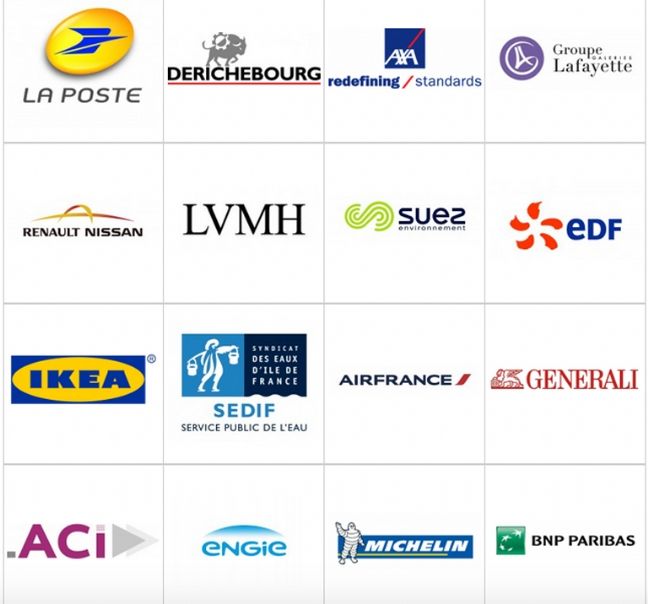 LA POSTE
DERICHEBOURG
AXA
redefining / standards
Groupe
GALERIES
Lafayette
RENAULT NISSAN
LVMH
suez
environnement
eDF
IKEA®
SYNDICAT
DES EAUX
D'ILE DE
FRANCE
SEDIF
SERVICE PUBLIC DE L'EAU
AIRFRANCE
GENERALI
.ACi
ENGIE
MICHELIN
BNP PARIBAS